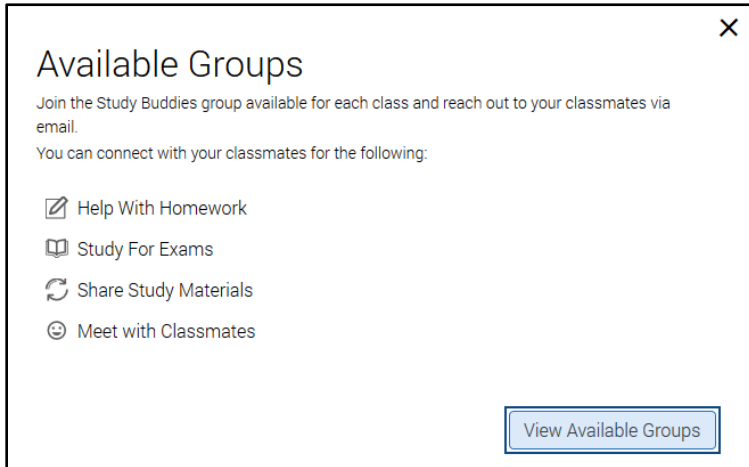 Available Groups
Join the Study Buddies group available for each class and reach out to your classmates via
email.
You can connect with your classmates for the following:
Help With Homework
Study For Exams
Share Study Materials
Meet with Classmates
View Available Groups